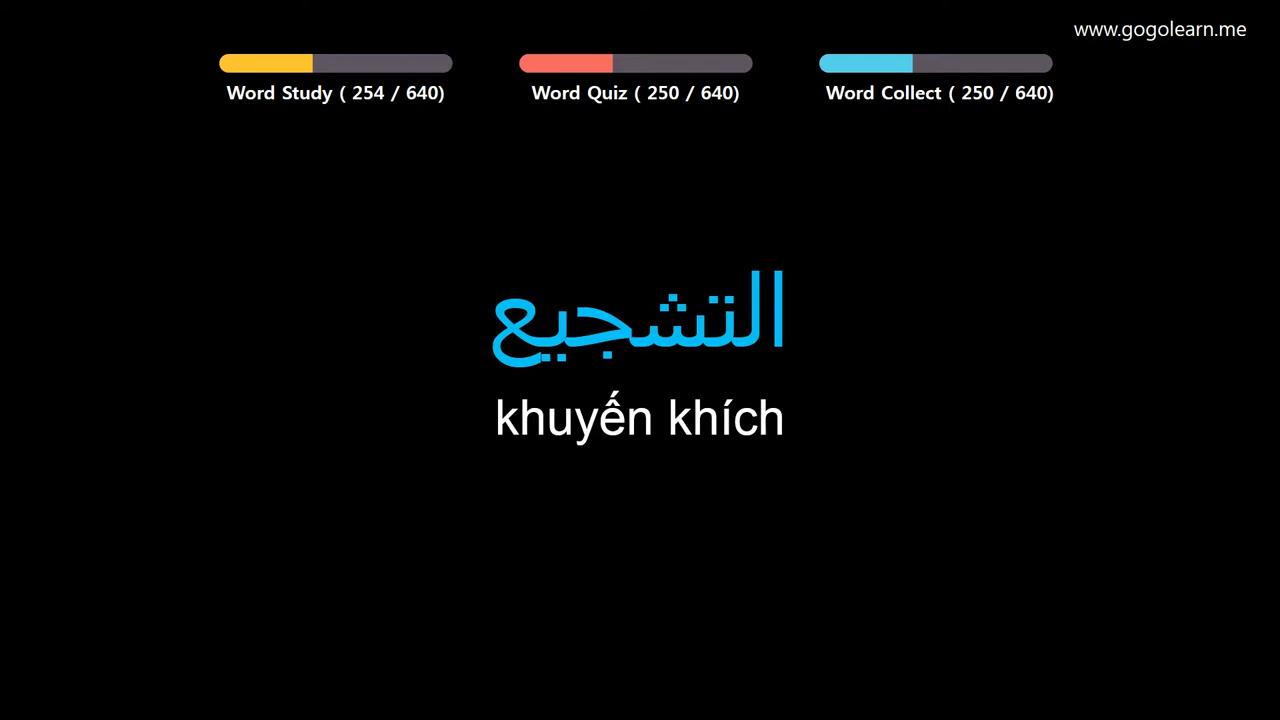 www.gogolearn.me
Word Study ( 254 / 640)
Word Quiz ( 250 / 640)
Word Collect ( 250 / 640)
التشجيع
khuyến khích